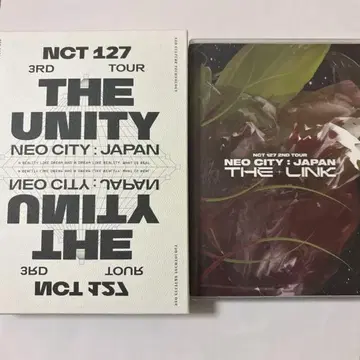 NCT 127
3RD TOUR
THE
UNITY
NEO CITY : JAPAN
NEO CITY : JAPAN
UNITY
THE
3RD TOUR
NCT 127
NCT 127 2ND TOUR
NEO CITY : JAPAN
THE LINK